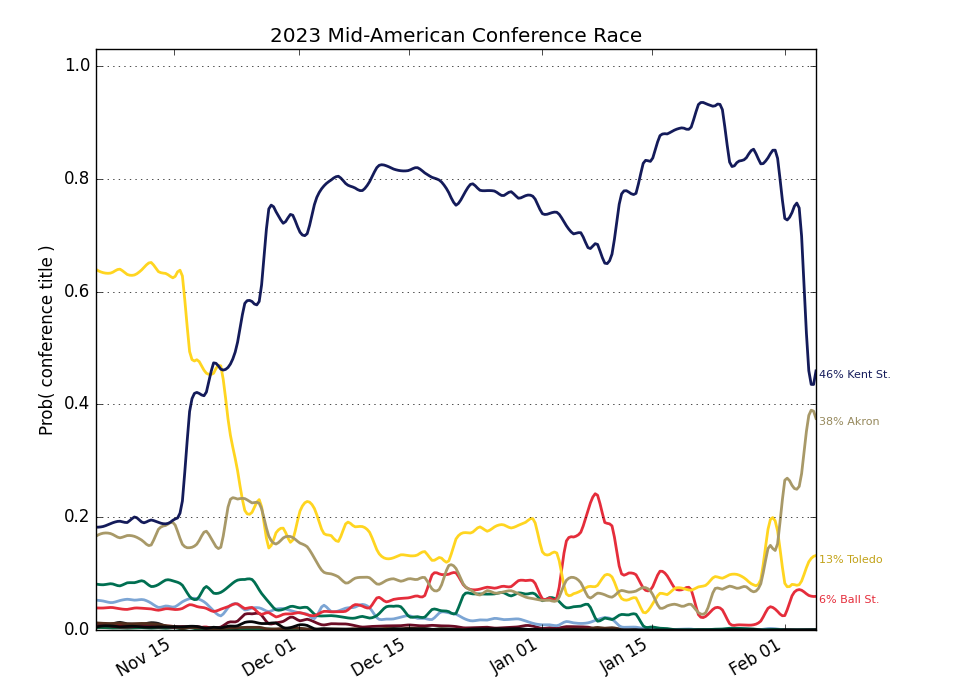 2023 Mid-American Conference Race
Prob( conference title )
1.0
0.8
0.6
0.4
0.2
0.0
46% Kent St.
38% Akron
13% Toledo
6% Ball St.
Nov 15
Dec 01
Dec 15
Jan 01
Jan 15
Feb 01